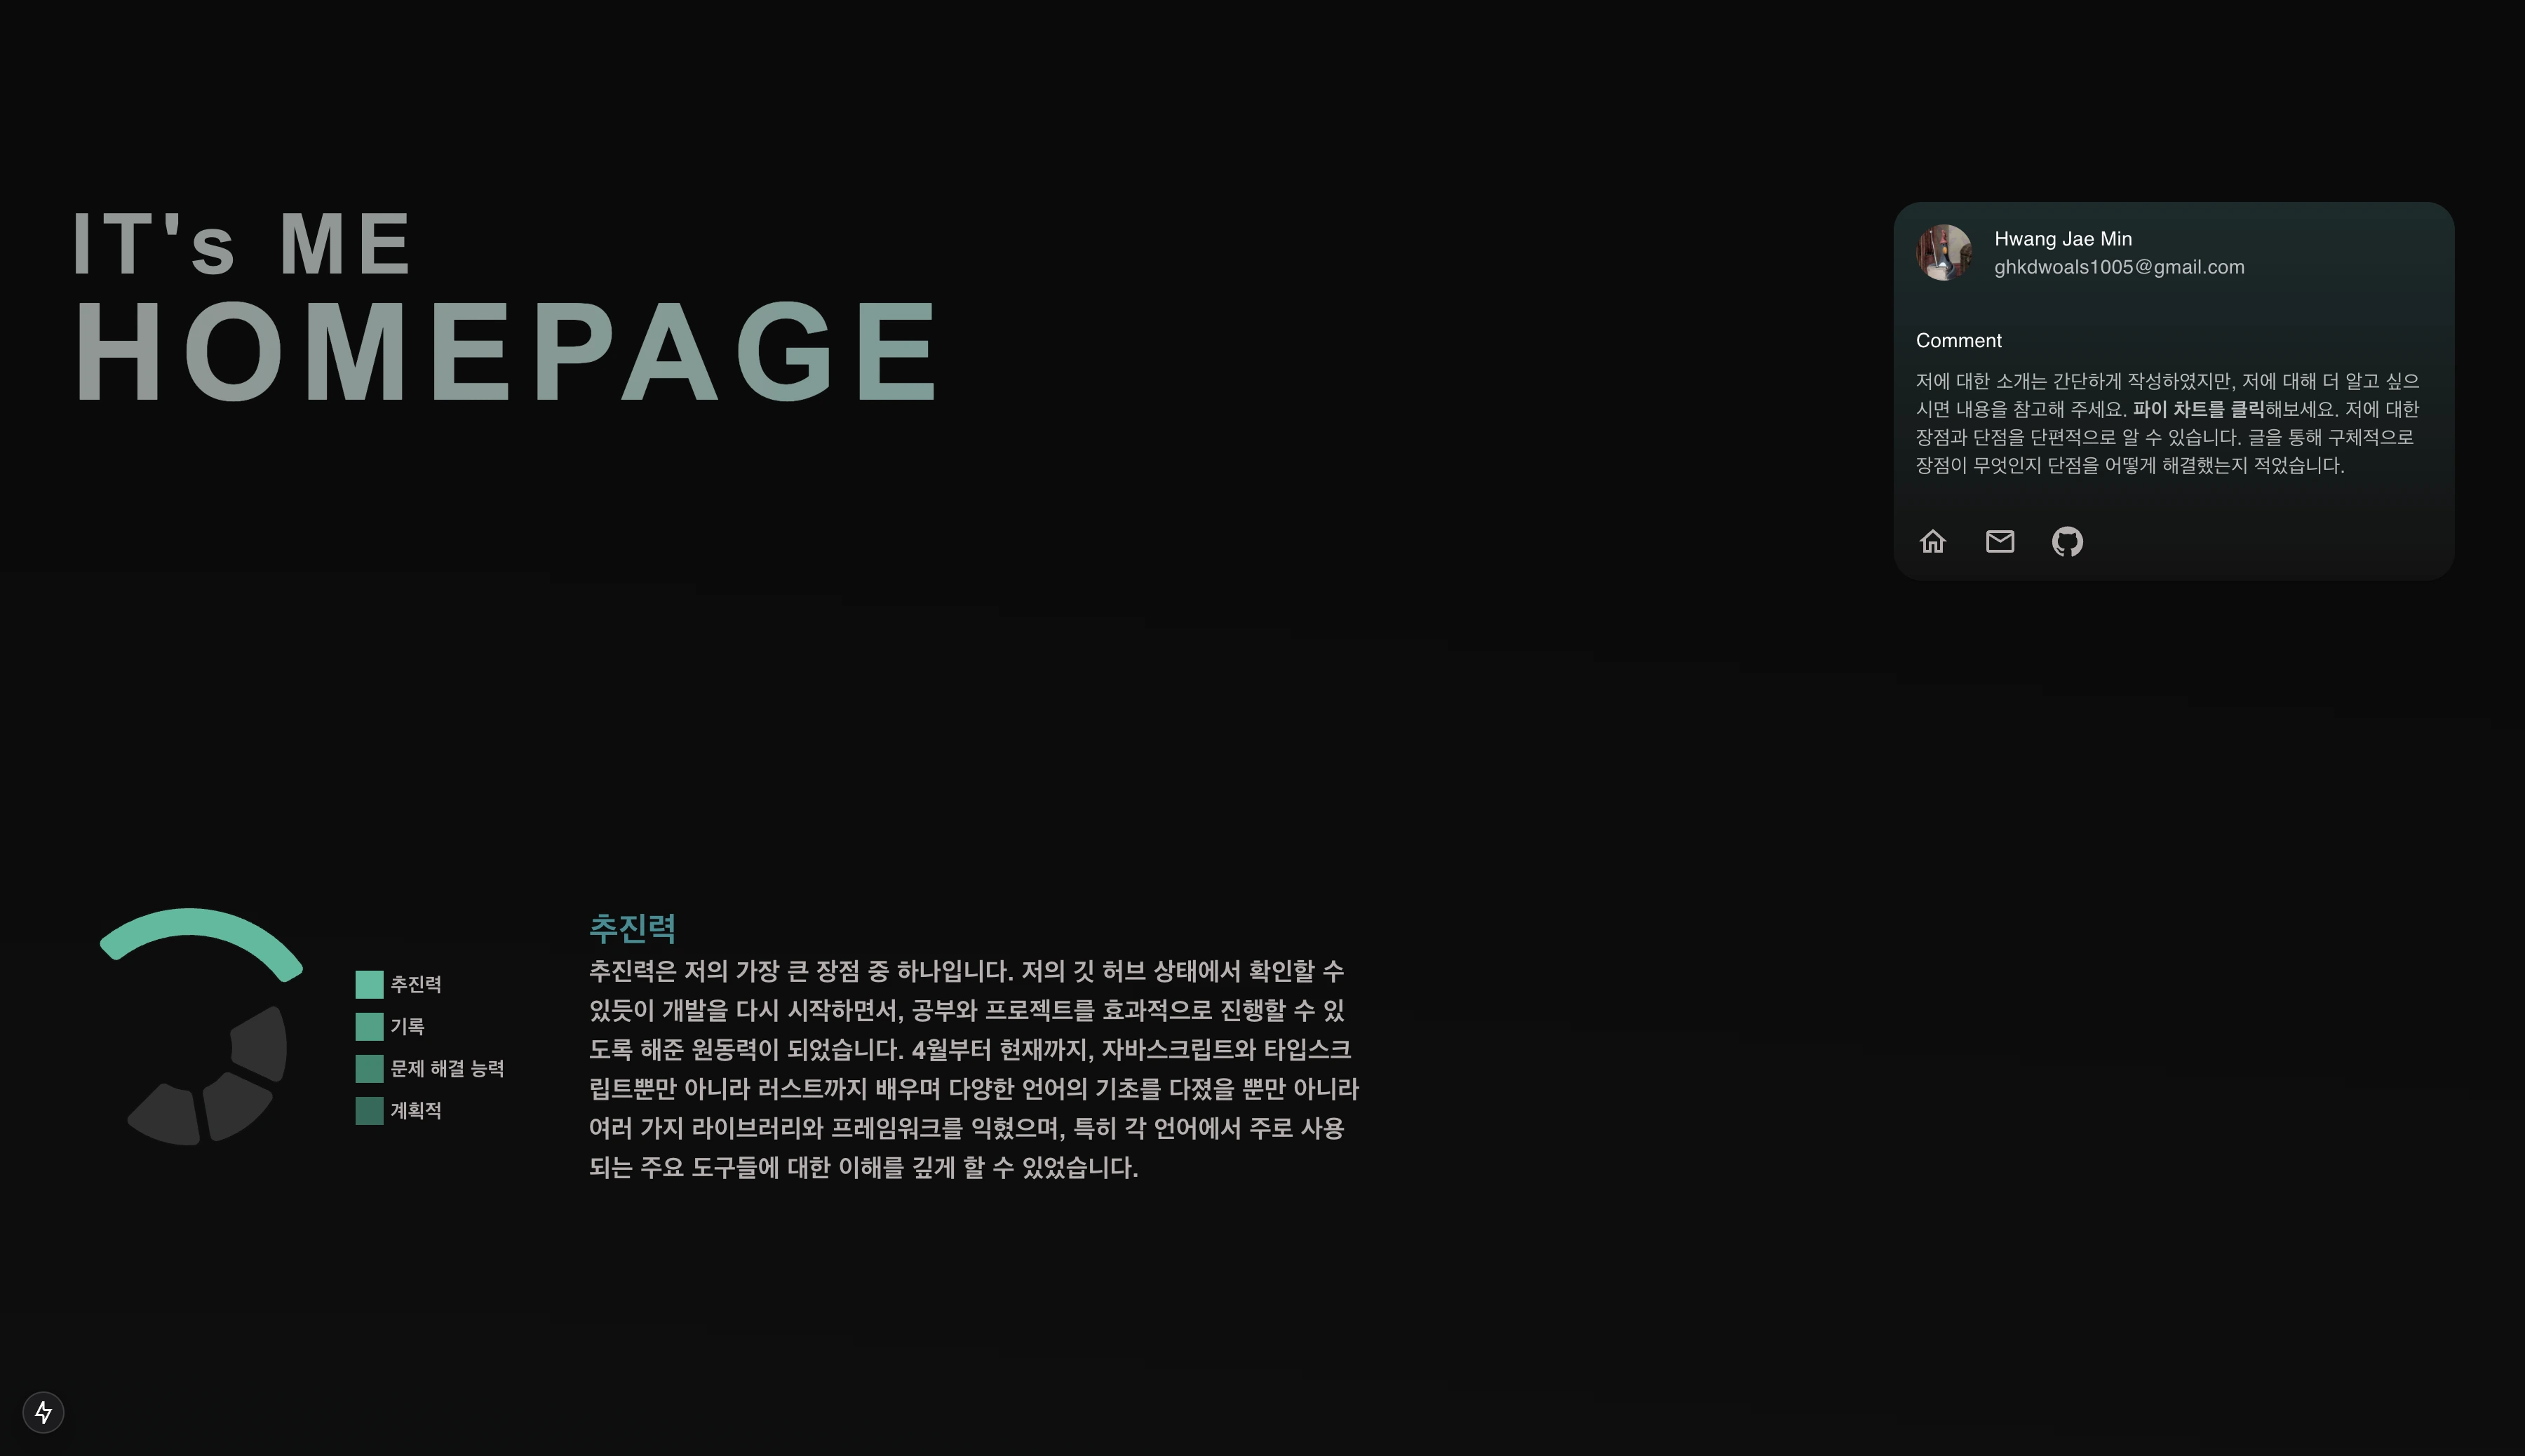 IT's ME
HOMEPAGE
Hwang Jae Min
ghkdwoals1005@gmail.com
Comment
저에 대한 소개는 간단하게 작성하였지만, 저에 대해 더 알고 싶으
시면 내용을 참고해 주세요. 파이 차트를 클릭해보세요. 저에 대한
장점과 단점을 단편적으로 알 수 있습니다. 글을 통해 구체적으로
장점이 무엇인지 단점을 어떻게 해결했는지 적었습니다.
추진력
기록
문제 해결 능력
계획적
추진력
추진력은 저의 가장 큰 장점 중 하나입니다. 저의 깃 허브 상태에서 확인할 수
있듯이 개발을 다시 시작하면서, 공부와 프로젝트를 효과적으로 진행할 수 있
도록 해준 원동력이 되었습니다. 4월부터 현재까지, 자바스크립트와 타입스크
립트뿐만 아니라 러스트까지 배우며 다양한 언어의 기초를 다졌을 뿐만 아니라
여러 가지 라이브러리와 프레임워크를 익혔으며, 특히 각 언어에서 주로 사용
되는 주요 도구들에 대한 이해를 깊게 할 수 있었습니다.